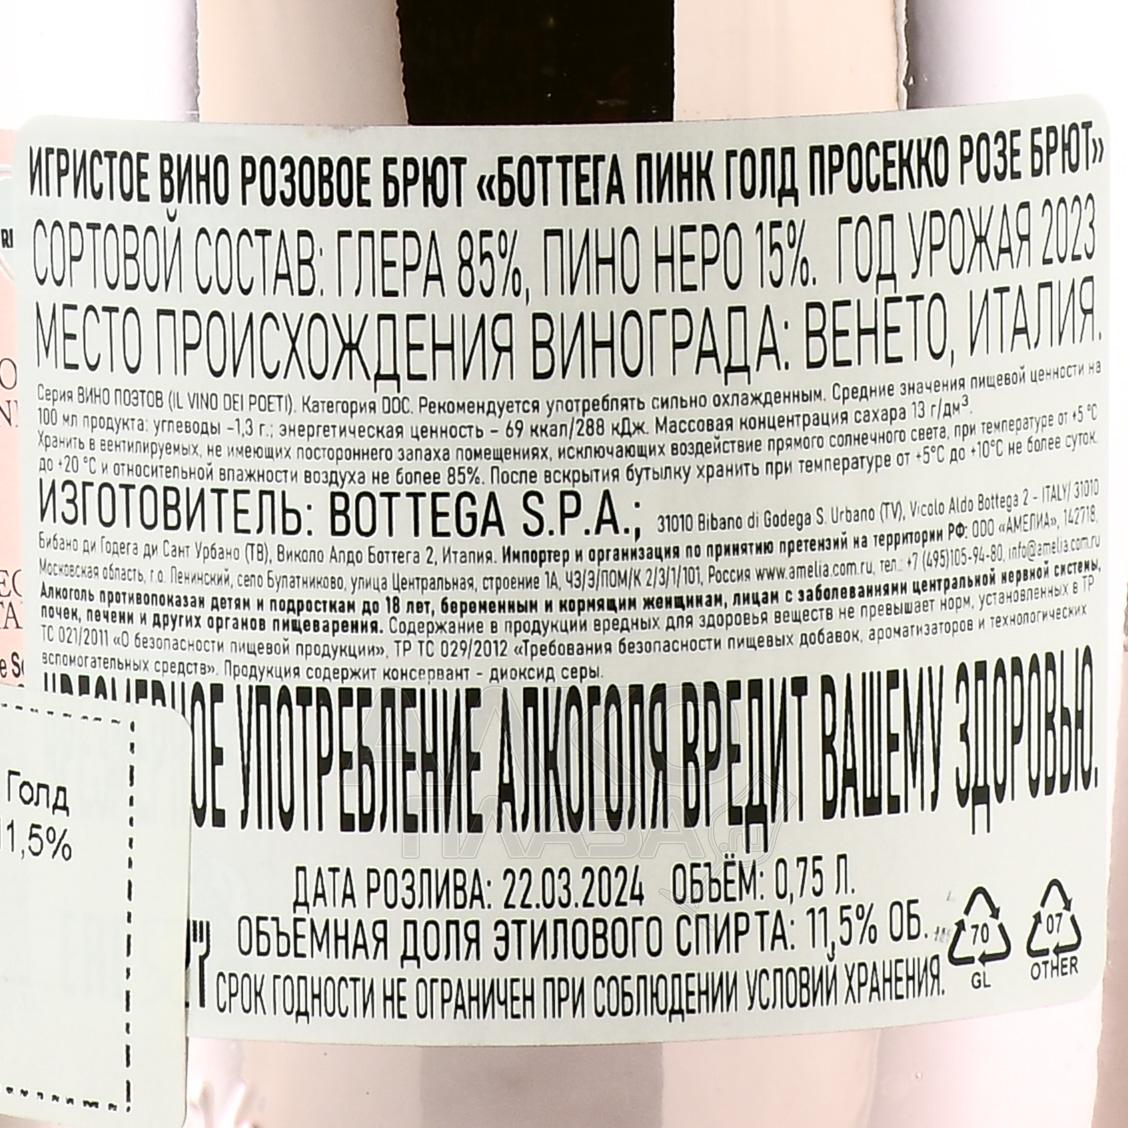 ИГРИСТОЕ ВИНО РОЗОВОЕ БРЮТ «БОТТЕГА ПИНК ГОЛД ПРОСЕККО РОЗЕ БРЮТ»
СОРТОВОЙ СОСТАВ: ГЛЕРА 85%, ПИНО НЕРО 15%. ГОД УРОЖАЯ 2023
МЕСТО ПРОИСХОЖДЕНИЯ ВИНОГРАДА: ВЕНЕТО, ИТАЛИЯ.
Серия ВИНО ПОЭТОВ (IL VINO DEI POETI). Категория DOC. Рекомендуется употреблять сильно охлажденным. Средние значения пищевой ценности на
100 мл продукта: углеводы –1,3 г.; энергетическая ценность – 69 ккал/288 кДж. Массовая концентрация сахара 13 г/дм³.
Хранить в вентилируемых, не имеющих постороннего запаха помещениях, исключающих воздействие прямого солнечного света, при температуре от +5 °С
до +20 °С и относительной влажности воздуха не более 85%. После вскрытия бутылку хранить при температуре от +5°С до +10°С не более суток.
ИЗГОТОВИТЕЛЬ: BOTTEGA S.P.A.; 31010 Bibano di Godega S. Urbano (TV), Vicolo Aldo Bottega 2 – ITALY/ 31010
Бибано ди Годега ди Сант Урбано (ТВ), Виколо Алдо Боттега 2, Италия. Импортер и организация по принятию претензий на территории РФ: ООО «АМЕЛИА», 142718,
Московская область, г.о. Ленинский, село Булатниково, улица Центральная, строение 1А, ЧЗ/Э/ПОМ/К 2/3/1/101, Россия www.amelia.com.ru, тел.: +7 (495)105-94-80, info@amelia.com.ru
Алкоголь противопоказан детям и подросткам до 18 лет, беременным и кормящим женщинам, лицам с заболеваниями центральной нервной системы,
почек, печени и других органов пищеварения. Содержание в продукции вредных для здоровья веществ не превышает норм, установленных в ТР
ТС 021/2011 «О безопасности пищевой продукции», ТР ТС 029/2012 «Требования безопасности пищевых добавок, ароматизаторов и технологических
вспомогательных средств». Продукция содержит консервант – диоксид серы.
ЧРЕЗМЕРНОЕ УПОТРЕБЛЕНИЕ АЛКОГОЛЯ ВРЕДИТ ВАШЕМУ ЗДОРОВЬЮ.
ДАТА РОЗЛИВА: 22.03.2024 ОБЪЁМ: 0,75 Л.
ОБЪЁМНАЯ ДОЛЯ ЭТИЛОВОГО СПИРТА: 11,5% ОБ.
СРОК ГОДНОСТИ НЕ ОГРАНИЧЕН ПРИ СОБЛЮДЕНИИ УСЛОВИЙ ХРАНЕНИЯ.
70
GL
07
OTHER
Голд
11,5%
RI
АЛКО
ПЛАЗА.РУ